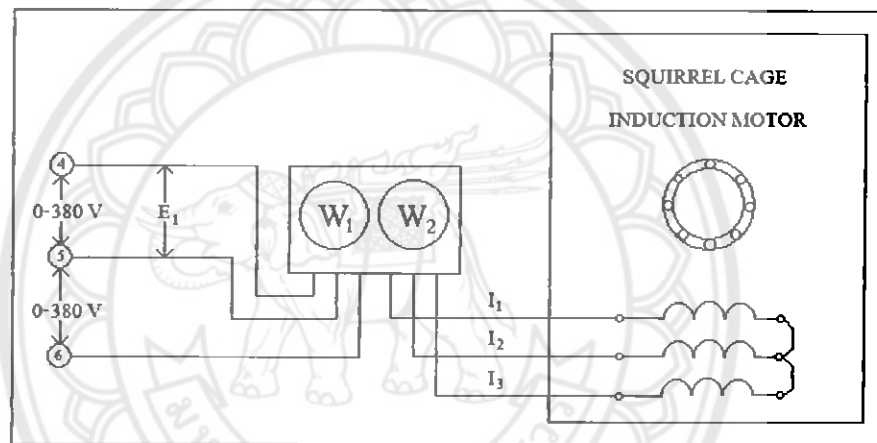 SQUIRREL CAGE
INDUCTION MOTOR
4
0-380 V
E1
W1
W2
5
0-380 V
I1
6
I2
I3